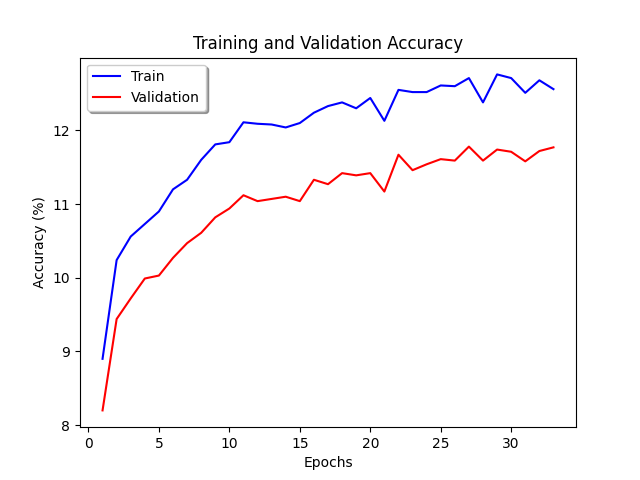 Training and Validation Accuracy
Train
Validation
Accuracy (%)
12
11
10
9
8
0 5 10 15 20 25 30
Epochs